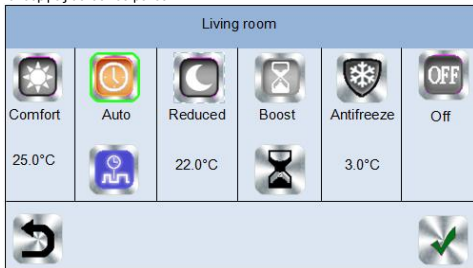 Living room
OFF
Comfort Auto Reduced Boost Antifreeze Off
25.0°C 22.0°C 3.0°C